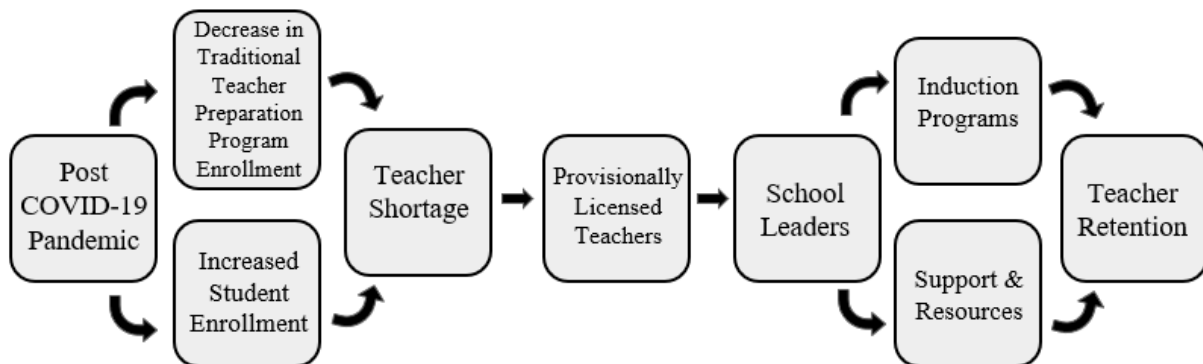 Post
COVID-19
Pandemic
Decrease in
Traditional
Teacher
Preparation
Program
Enrollment
Increased
Student
Enrollment
Teacher
Shortage
Provisionally
Licensed
Teachers
School
Leaders
Induction
Programs
Support &
Resources
Teacher
Retention